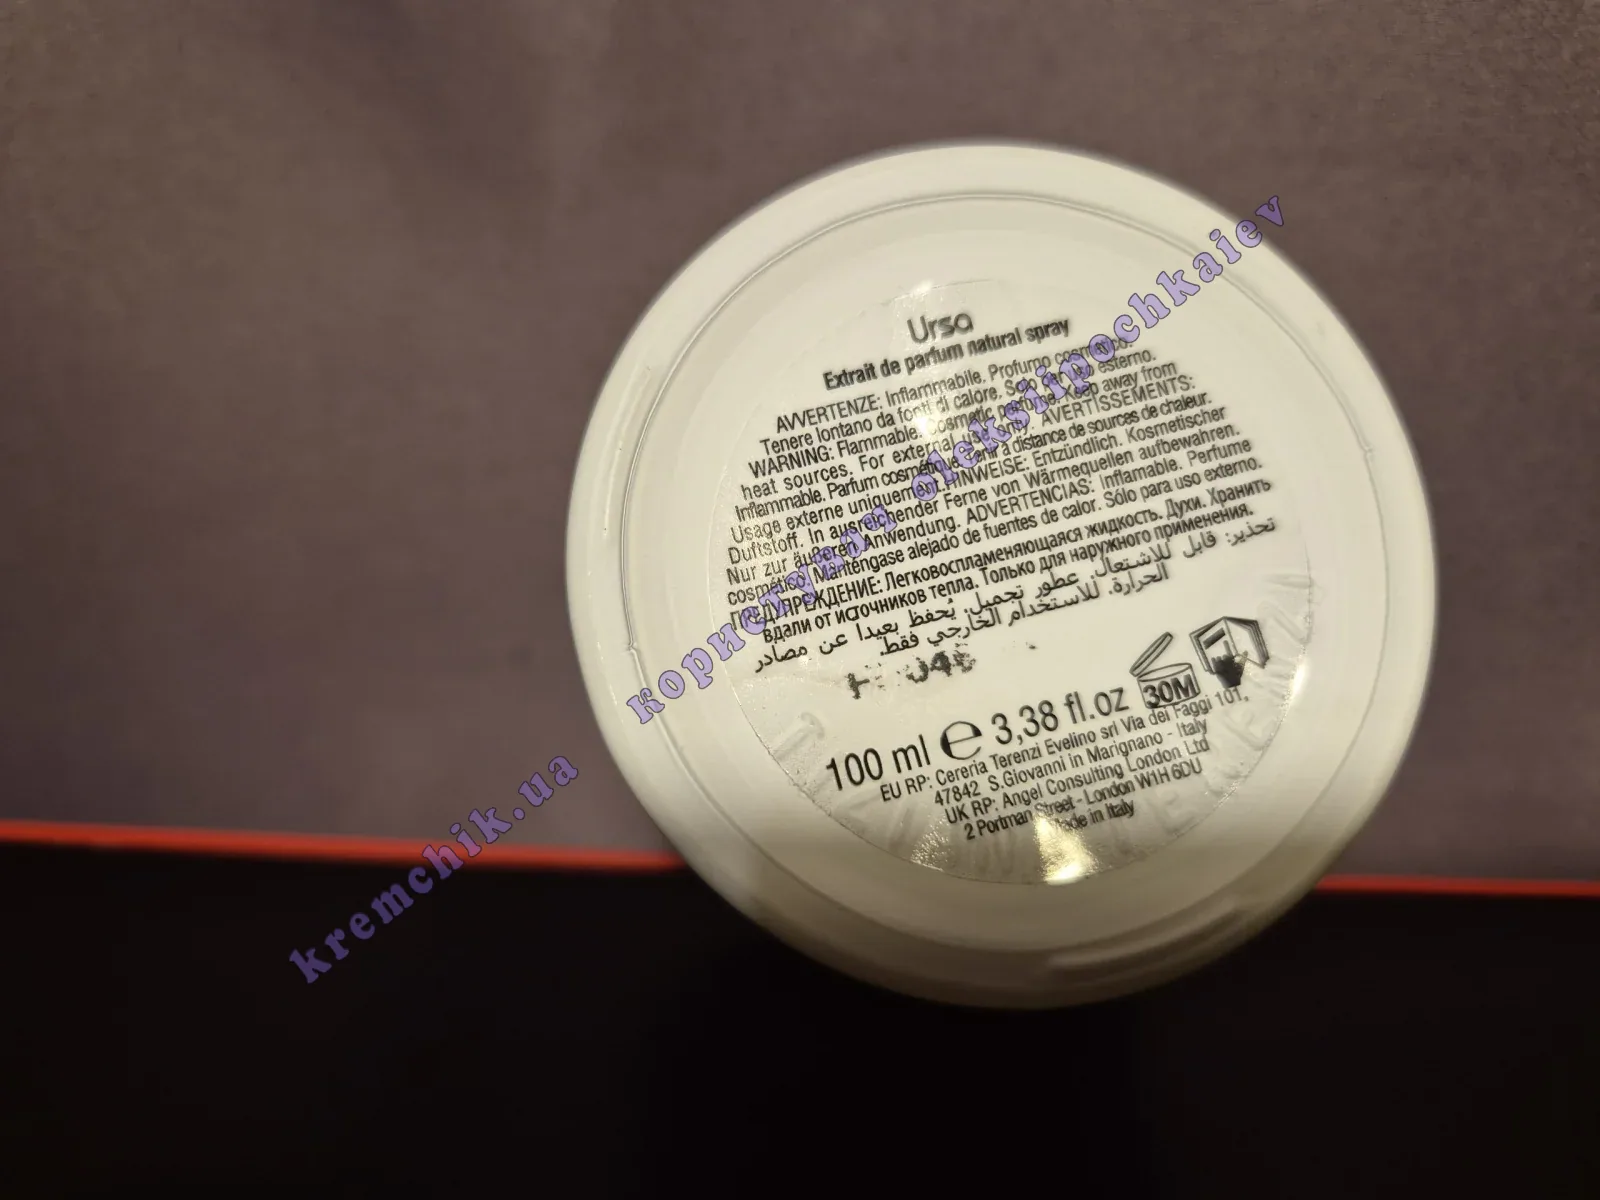 Ursa
Extrait de parfum natural spray
AVVERTENZE: Infiammabile. Profumo cosmetico.
Tenere lontano da fonti di calore. Solo per uso esterno.
WARNING: Flammable. Cosmetic perfume. Keep away from
heat sources. For external use only. AVERTISSEMENTS:
Inflammable. Parfum cosmétique. Tenir à distance de sources de chaleur.
Usage externe uniquement. HINWEISE: Entzündlich. Kosmetischer
Duftstoff. In ausreichender Ferne von Wärmequellen aufbewahren.
Nur zur äußeren Anwendung. ADVERTENCIAS: Inflamable. Perfume
cosmético. Manténgase alejado de fuentes de calor. Sólo para uso externo.
ПРЕДУПРЕЖДЕНИЕ: Легковоспламеняющаяся жидкость. Духи. Хранить
вдали от источников тепла. Только для наружного применения.
تحذير: قابل للاشتعال. عطور تجميل. يُحفظ بعيدا عن مصادر
الحرارة. للاستخدام الخارجي فقط.
100 ml ℮ 3,38 fl.oz 30M
EU RP: Cereria Terenzi Evelino srl Via dei Faggi 101,
47842 S.Giovanni in Marignano - Italy
UK RP: Angel Consulting London Ltd
2 Portman Street - London W1H 6DU
Made in Italy
користувач oleksiipochkaiev
kremchik.ua